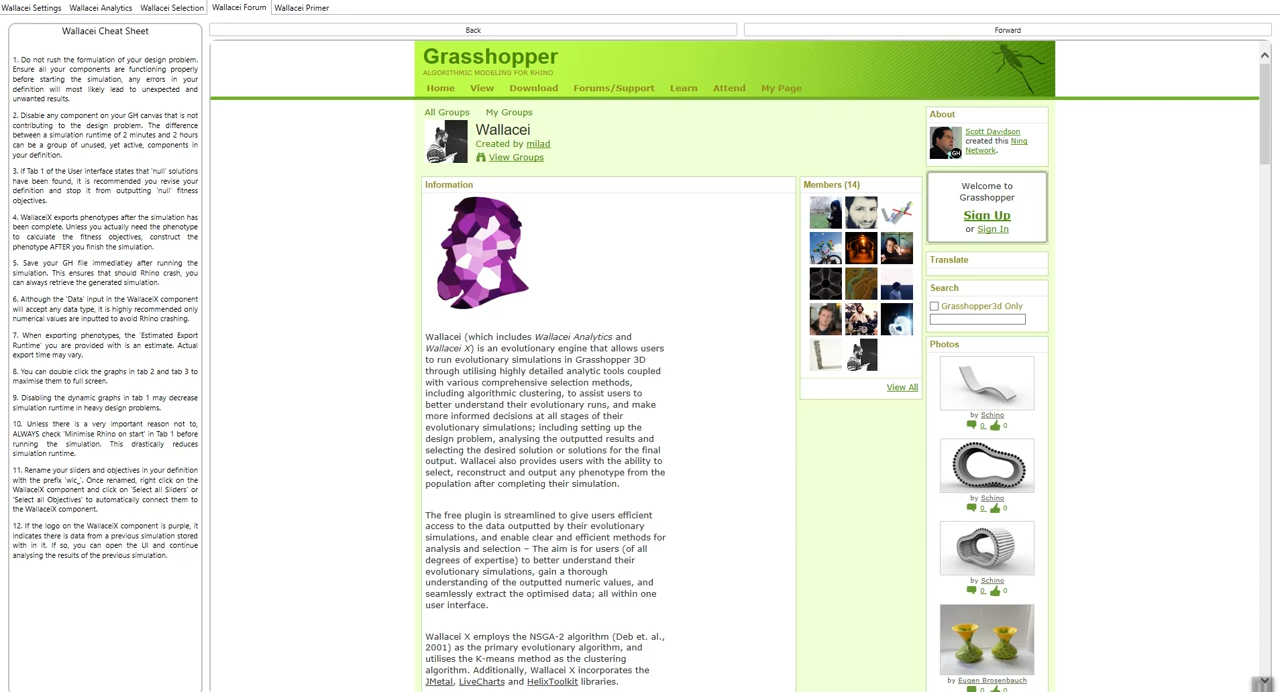 Wallacei Settings Wallacei Analytics Wallacei Selection Wallacei Forum Wallacei Primer
Wallacei Cheat Sheet
1. Do not rush the formulation of your design problem.
Ensure all your components are functioning properly
before starting the simulation, any errors in your
definition will most likely lead to unexpected and
unwanted results.
2. Disable any component on your GH canvas that is not
contributing to the design problem. The difference
between a simulation runtime of 2 minutes and 2 hours
can be a group of unused, yet active, components in
your definition.
3. If Tab 1 of the User interface states that 'null' solutions
have been found, it is recommended you revise your
definition and stop it from outputting 'null' fitness
objectives.
4. WallaceiX exports phenotypes after the simulation has
been complete. Unless you actually need the phenotype
to calculate the fitness objectives, construct the
phenotype AFTER you finish the simulation.
5. Save your GH file immediatley after running the
simulation. This ensures that should Rhino crash, you
can always retrieve the generated simulation.
6. Although the 'Data' input in the WallaceiX component
will accept any data type, it is highly recommended only
numerical values are inputted to avoid Rhino crashing.
7. When exporting phenotypes, the 'Estimated Export
Runtime' you are provided with is an estimate. Actual
export time may vary.
8. You can double click the graphs in tab 2 and tab 3 to
maximise them to full screen.
9. Disabling the dynamic graphs in tab 1 may decrease
simulation runtime in heavy design problems.
10. Unless there is a very important reason not to,
ALWAYS check 'Minimise Rhino on start' in Tab 1 before
running the simulation. This drastically reduces
simulation runtime.
11. Rename your sliders and objectives in your definition
with the prefix 'wlc_'. Once renamed, right click on the
WallaceiX component and click on 'Select all Sliders' or
'Select all Objectives' to automatically connect them to
the WallaceiX component.
12. If the logo on the WallaceiX component is purple, it
indicates there is data from a previous simulation stored
with in it. If so, you can open the UI and continue
analysing the results of the previous simulation.
Back
Forward
Grasshopper
ALGORITHMIC MODELING FOR RHINO
Home View Download Forums/Support Learn Attend My Page
All Groups My Groups
Wallacei
Created by milad
View Groups
Information
Wallacei (which includes Wallacei Analytics and
Wallacei X) is an evolutionary engine that allows users
to run evolutionary simulations in Grasshopper 3D
through utilising highly detailed analytic tools coupled
with various comprehensive selection methods,
including algorithmic clustering, to assist users to
better understand their evolutionary runs, and make
more informed decisions at all stages of their
evolutionary simulations; including setting up the
design problem, analysing the outputted results and
selecting the desired solution or solutions for the final
output. Wallacei also provides users with the ability to
select, reconstruct and output any phenotype from the
population after completing their simulation.
The free plugin is streamlined to give users efficient
access to the data outputted by their evolutionary
simulations, and enable clear and efficient methods for
analysis and selection – The aim is for users (of all
degrees of expertise) to better understand their
evolutionary simulations, gain a thorough
understanding of the outputted numeric values, and
seamlessly extract the optimised data; all within one
user interface.
Wallacei X employs the NSGA-2 algorithm (Deb et. al.,
2001) as the primary evolutionary algorithm, and
utilises the K-means method as the clustering
algorithm. Additionally, Wallacei X incorporates the
JMetal, LiveCharts and HelixToolkit libraries.
Members (14)
View All
About
GH
Scott Davidson
created this Ning
Network.
Welcome to
Grasshopper
Sign Up
or Sign In
Translate
Search
Grasshopper3d Only
Photos
by Schino
0 0
by Schino
0 0
by Schino
0 0
by Eugen Brosenbauch
0 0